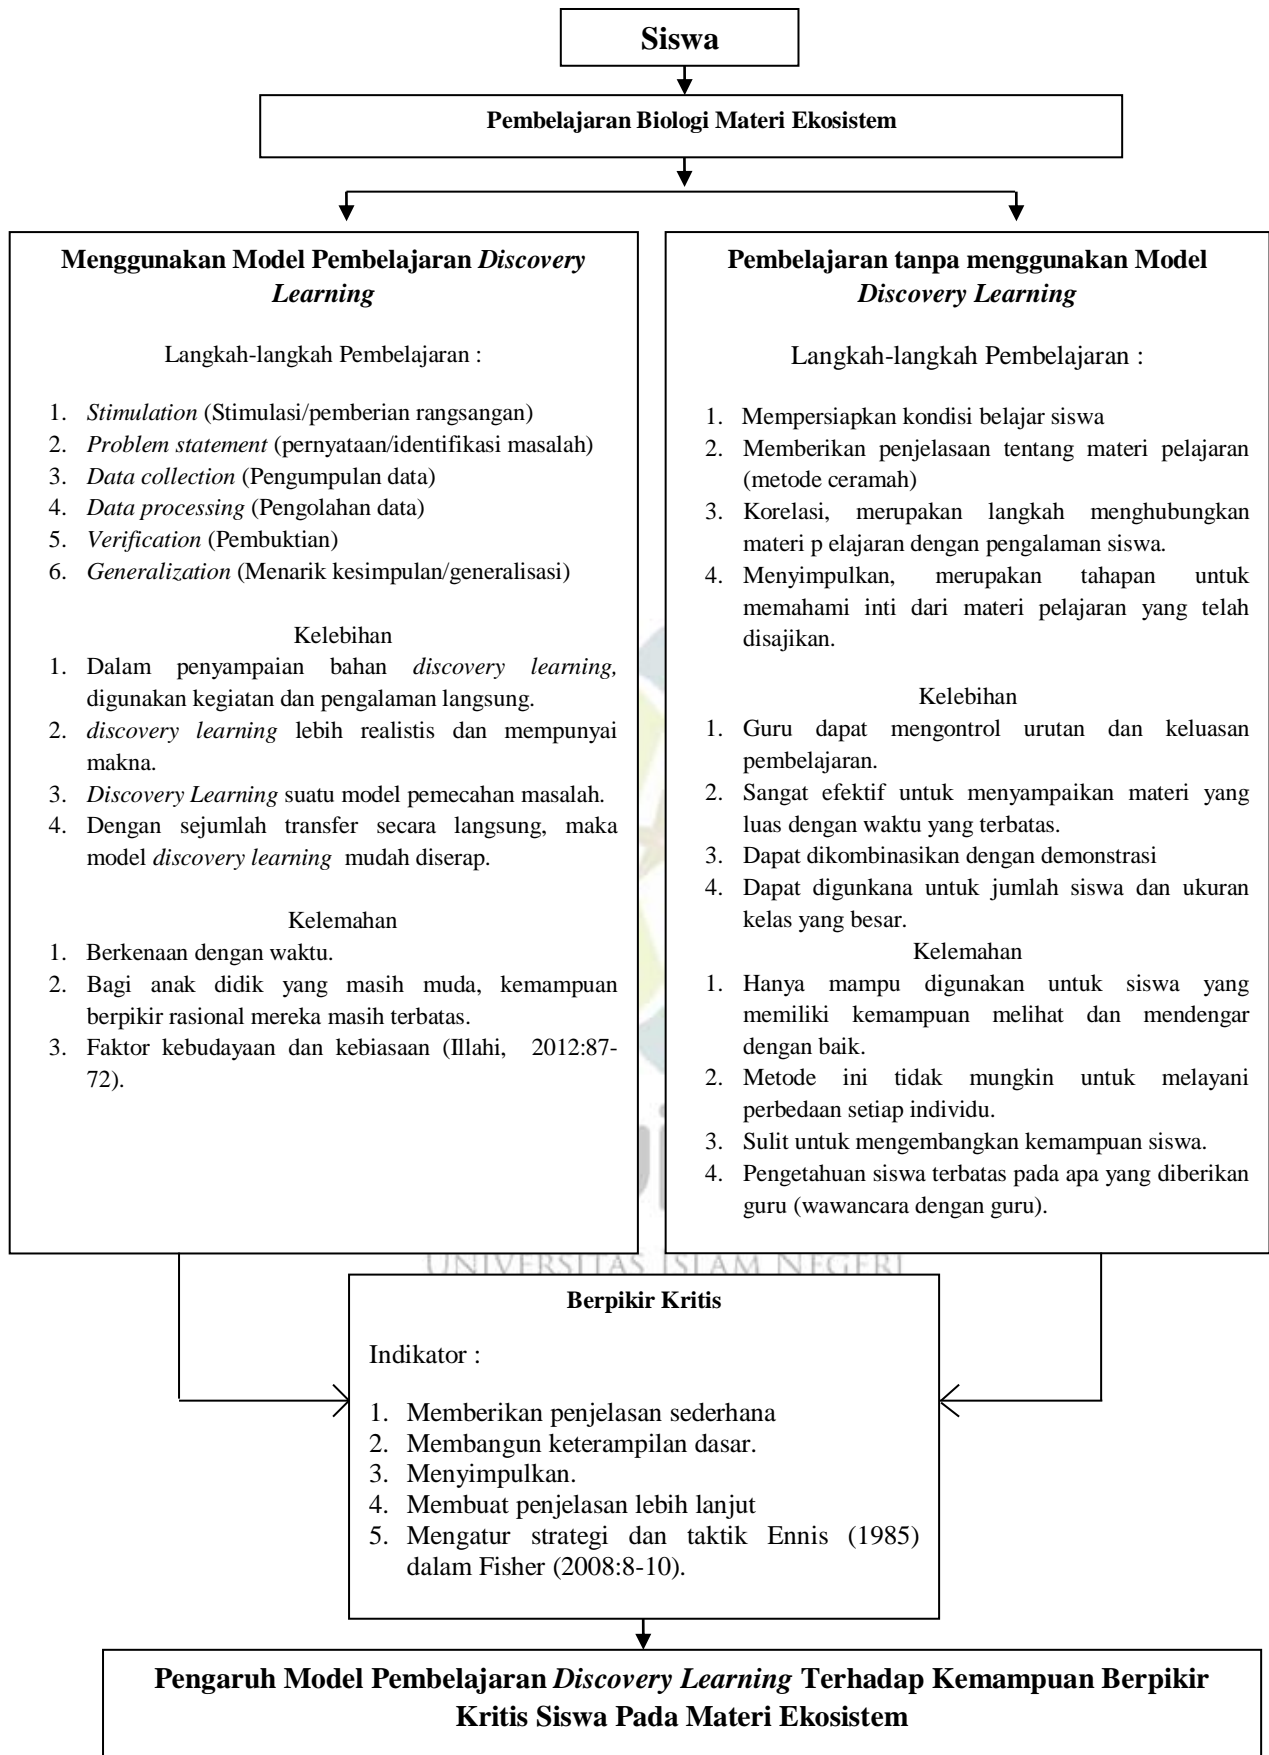 Siswa
Pembelajaran Biologi Materi Ekosistem
Menggunakan Model Pembelajaran Discovery
Learning
Langkah-langkah Pembelajaran :
1. Stimulation (Stimulasi/pemberian rangsangan)
2. Problem statement (pernyataan/identifikasi masalah)
3. Data collection (Pengumpulan data)
4. Data processing (Pengolahan data)
5. Verification (Pembuktian)
6. Generalization (Menarik kesimpulan/generalisasi)
Kelebihan
1. Dalam penyampaian bahan discovery learning,
digunakan kegiatan dan pengalaman langsung.
2. discovery learning lebih realistis dan mempunyai
makna.
3. Discovery Learning suatu model pemecahan masalah.
4. Dengan sejumlah transfer secara langsung, maka
model discovery learning mudah diserap.
Kelemahan
1. Berkenaan dengan waktu.
2. Bagi anak didik yang masih muda, kemampuan
berpikir rasional mereka masih terbatas.
3. Faktor kebudayaan dan kebiasaan (Illahi, 2012:87-
72).
Pembelajaran tanpa menggunakan Model
Discovery Learning
Langkah-langkah Pembelajaran :
1. Mempersiapkan kondisi belajar siswa
2. Memberikan penjelasaan tentang materi pelajaran
(metode ceramah)
3. Korelasi, merupakan langkah menghubungkan
materi p elajaran dengan pengalaman siswa.
4. Menyimpulkan, merupakan tahapan untuk
memahami inti dari materi pelajaran yang telah
disajikan.
Kelebihan
1. Guru dapat mengontrol urutan dan keluasan
pembelajaran.
2. Sangat efektif untuk menyampaikan materi yang
luas dengan waktu yang terbatas.
3. Dapat dikombinasikan dengan demonstrasi
4. Dapat digunkana untuk jumlah siswa dan ukuran
kelas yang besar.
Kelemahan
1. Hanya mampu digunakan untuk siswa yang
memiliki kemampuan melihat dan mendengar
dengan baik.
2. Metode ini tidak mungkin untuk melayani
perbedaan setiap individu.
3. Sulit untuk mengembangkan kemampuan siswa.
4. Pengetahuan siswa terbatas pada apa yang diberikan
guru (wawancara dengan guru).
UNIVERSITAS ISLAM NEGERI
Berpikir Kritis
Indikator :
1. Memberikan penjelasan sederhana
2. Membangun keterampilan dasar.
3. Menyimpulkan.
4. Membuat penjelasan lebih lanjut
5. Mengatur strategi dan taktik Ennis (1985)
dalam Fisher (2008:8-10).
Pengaruh Model Pembelajaran Discovery Learning Terhadap Kemampuan Berpikir
Kritis Siswa Pada Materi Ekosistem